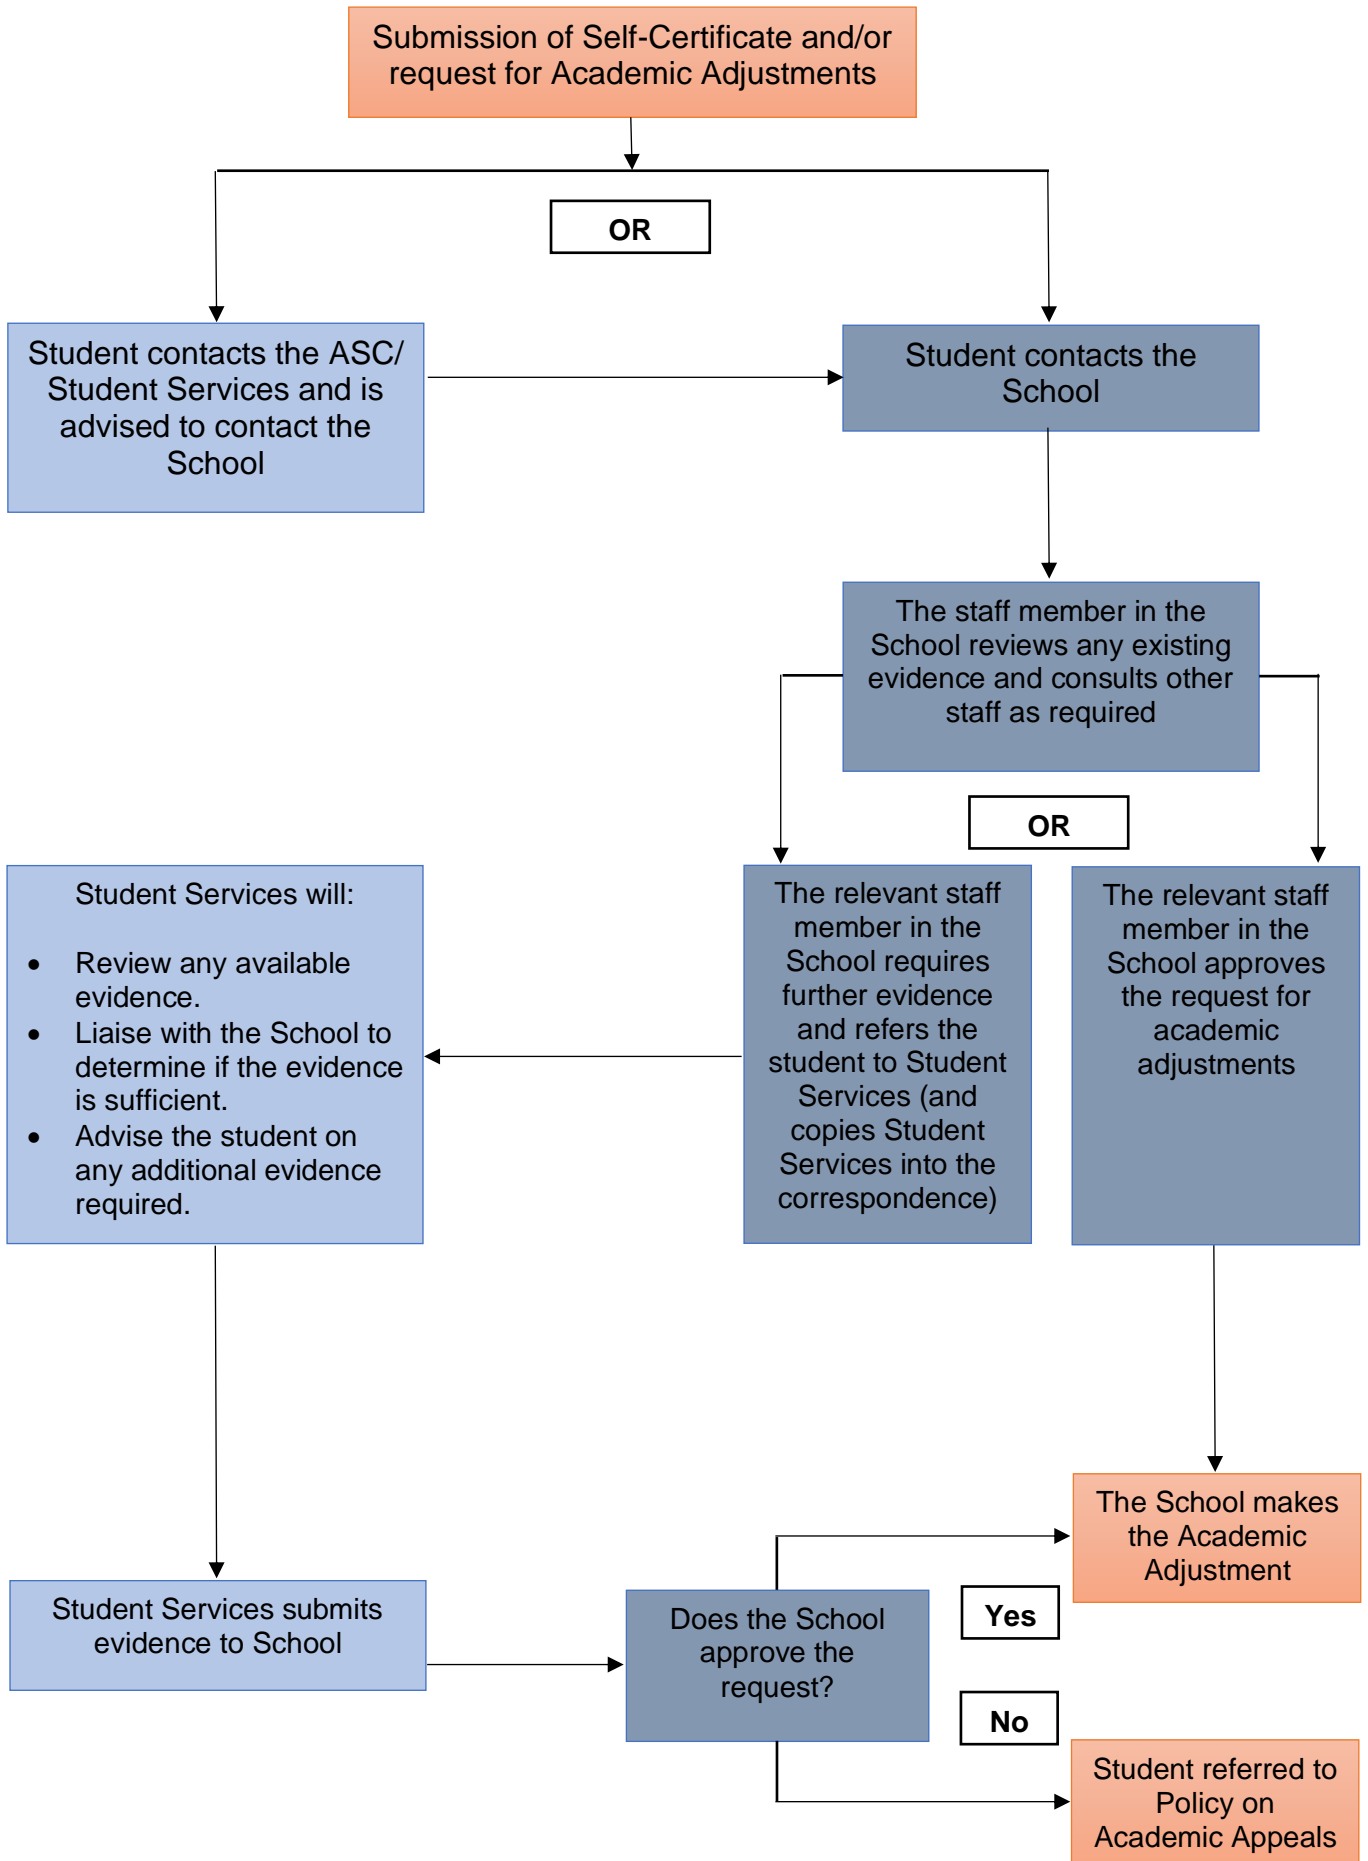 Submission of Self-Certificate and/or
request for Academic Adjustments
OR
Student contacts the ASC/
Student Services and is
advised to contact the
School
Student contacts the
School
The staff member in the
School reviews any existing
evidence and consults other
staff as required
OR
Student Services will:
• Review any available
evidence.
• Liaise with the School to
determine if the evidence
is sufficient.
• Advise the student on
any additional evidence
required.
The relevant staff
member in the
School requires
further evidence
and refers the
student to Student
Services (and
copies Student
Services into the
correspondence)
The relevant staff
member in the
School approves
the request for
academic
adjustments
The School makes
the Academic
Adjustment
Student Services submits
evidence to School
Does the School
approve the
request?
Yes
No
Student referred to
Policy on
Academic Appeals